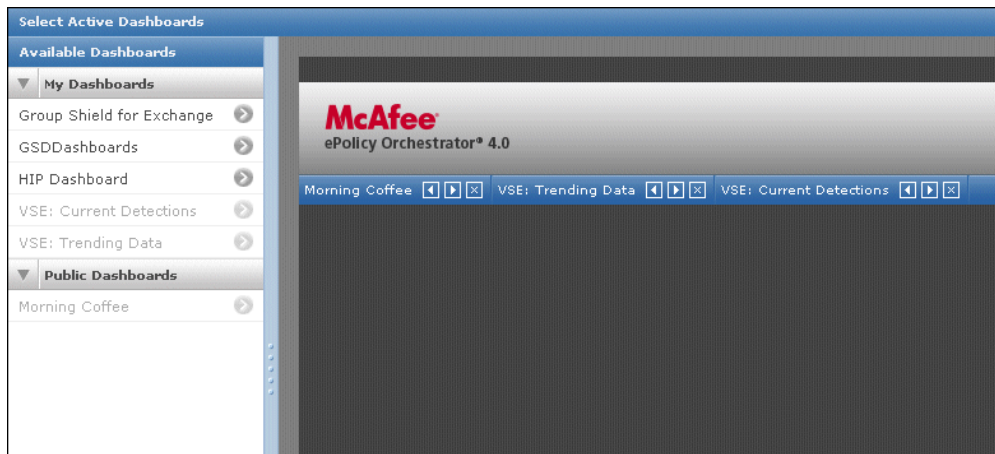 Select Active Dashboards
Available Dashboards
My Dashboards
Group Shield for Exchange
GSDDashboards
HIP Dashboard
VSE: Current Detections
VSE: Trending Data
Public Dashboards
Morning Coffee
McAfee
ePolicy Orchestrator® 4.0
Morning Coffee VSE: Trending Data VSE: Current Detections